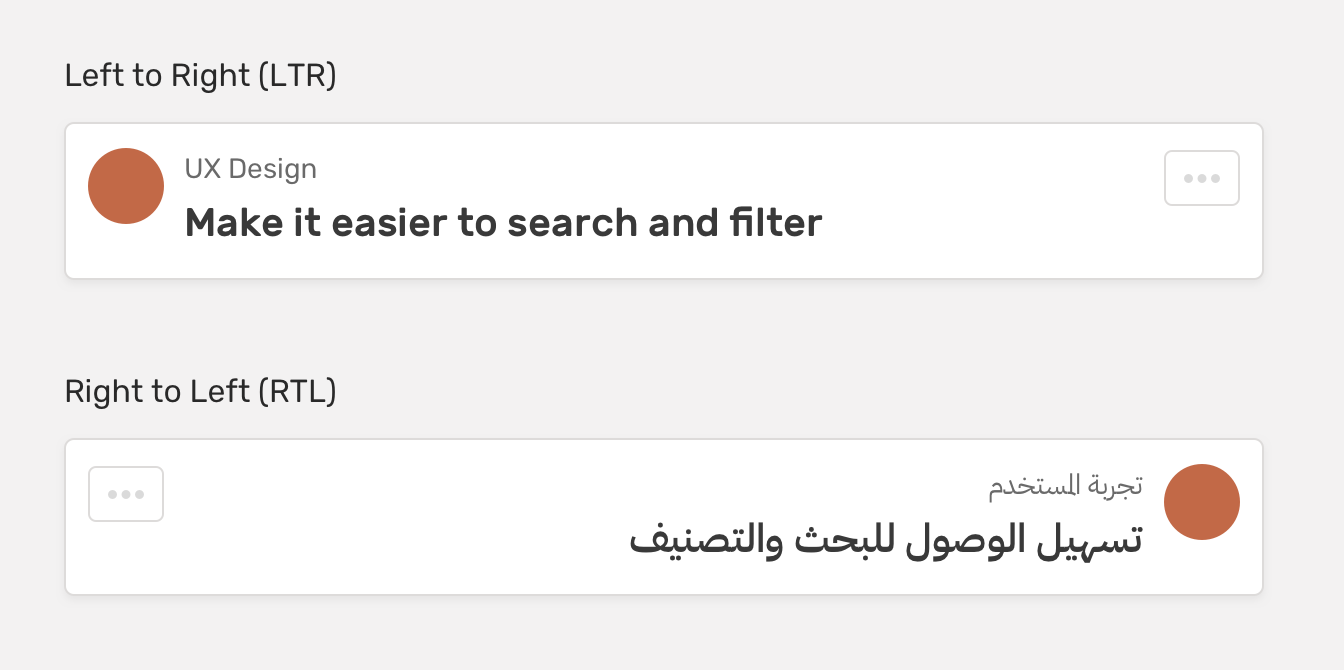 Left to Right (LTR)
UX Design
Make it easier to search and filter
Right to Left (RTL)
تجربة المستخدم
تسهيل الوصول للبحث والتصنيف